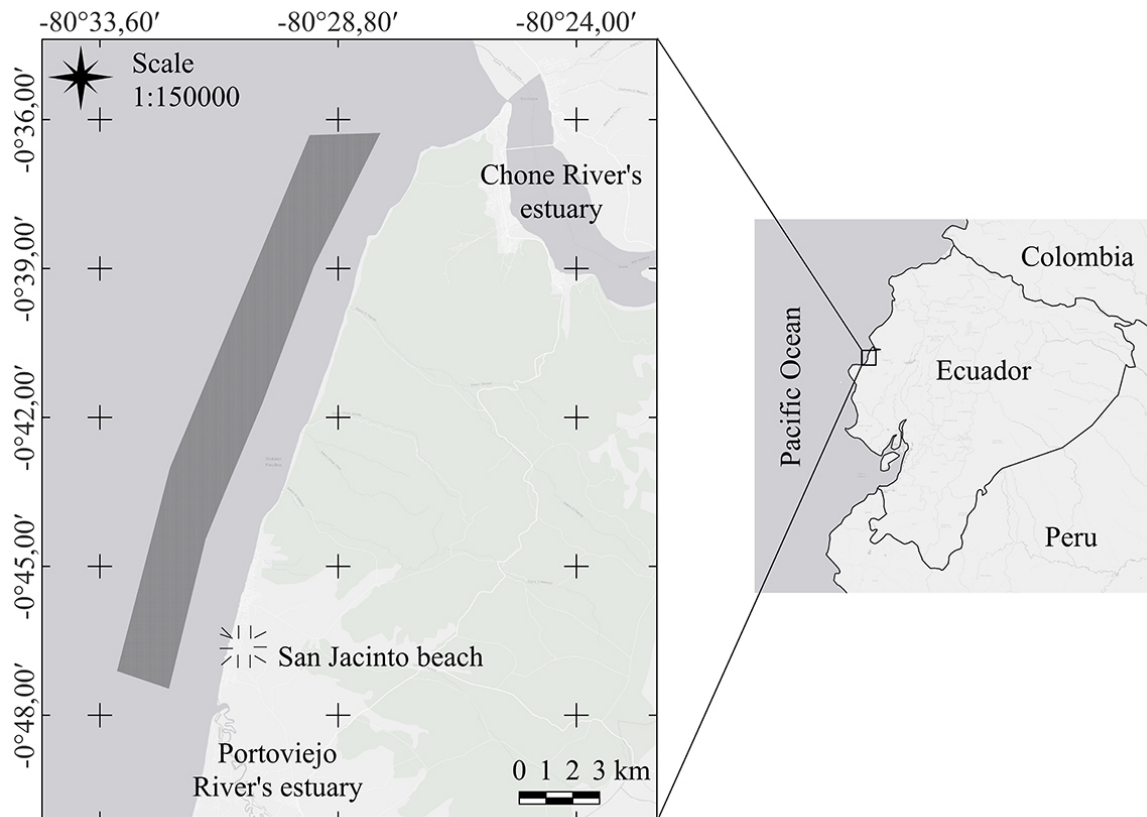 -80°33,60′ -80°28,80′ -80°24,00′
Scale
1:150000
-0°36,00′
-0°39,00′
-0°42,00′
-0°45,00′
-0°48,00′
Chone River's
estuary
San Jacinto beach
Portoviejo
River's estuary
0 1 2 3 km
Pacific Ocean
Colombia
Ecuador
Peru